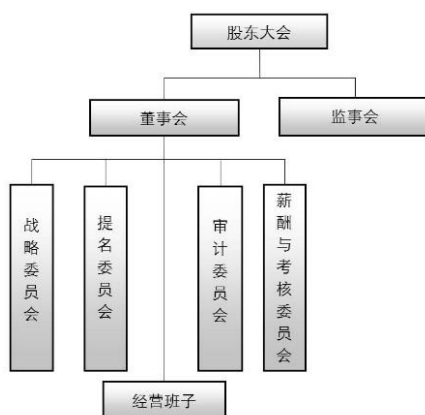 股东大会
董事会
监事会
战略委员会
提名委员会
审计委员会
薪酬与考核委员会
经营班子